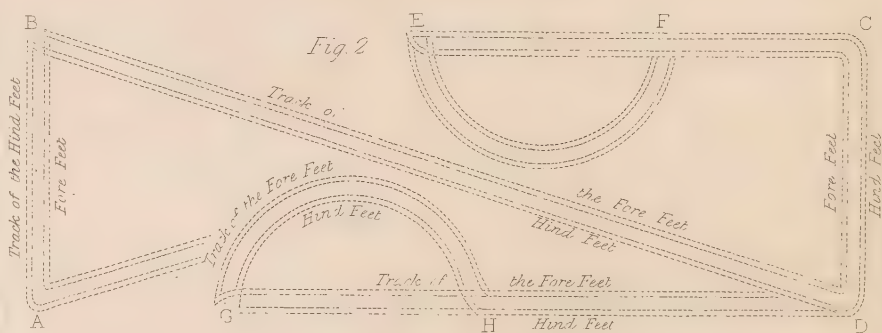 B
E
F
C
Fig. 2
Track of the Hind Feet
Fore Feet
Track of
the Fore Feet
Hind Feet
Fore Feet
Hind Feet
Track of the Fore Feet
Hind Feet
Track of
the Fore Feet
Hind Feet
A
G
H
D